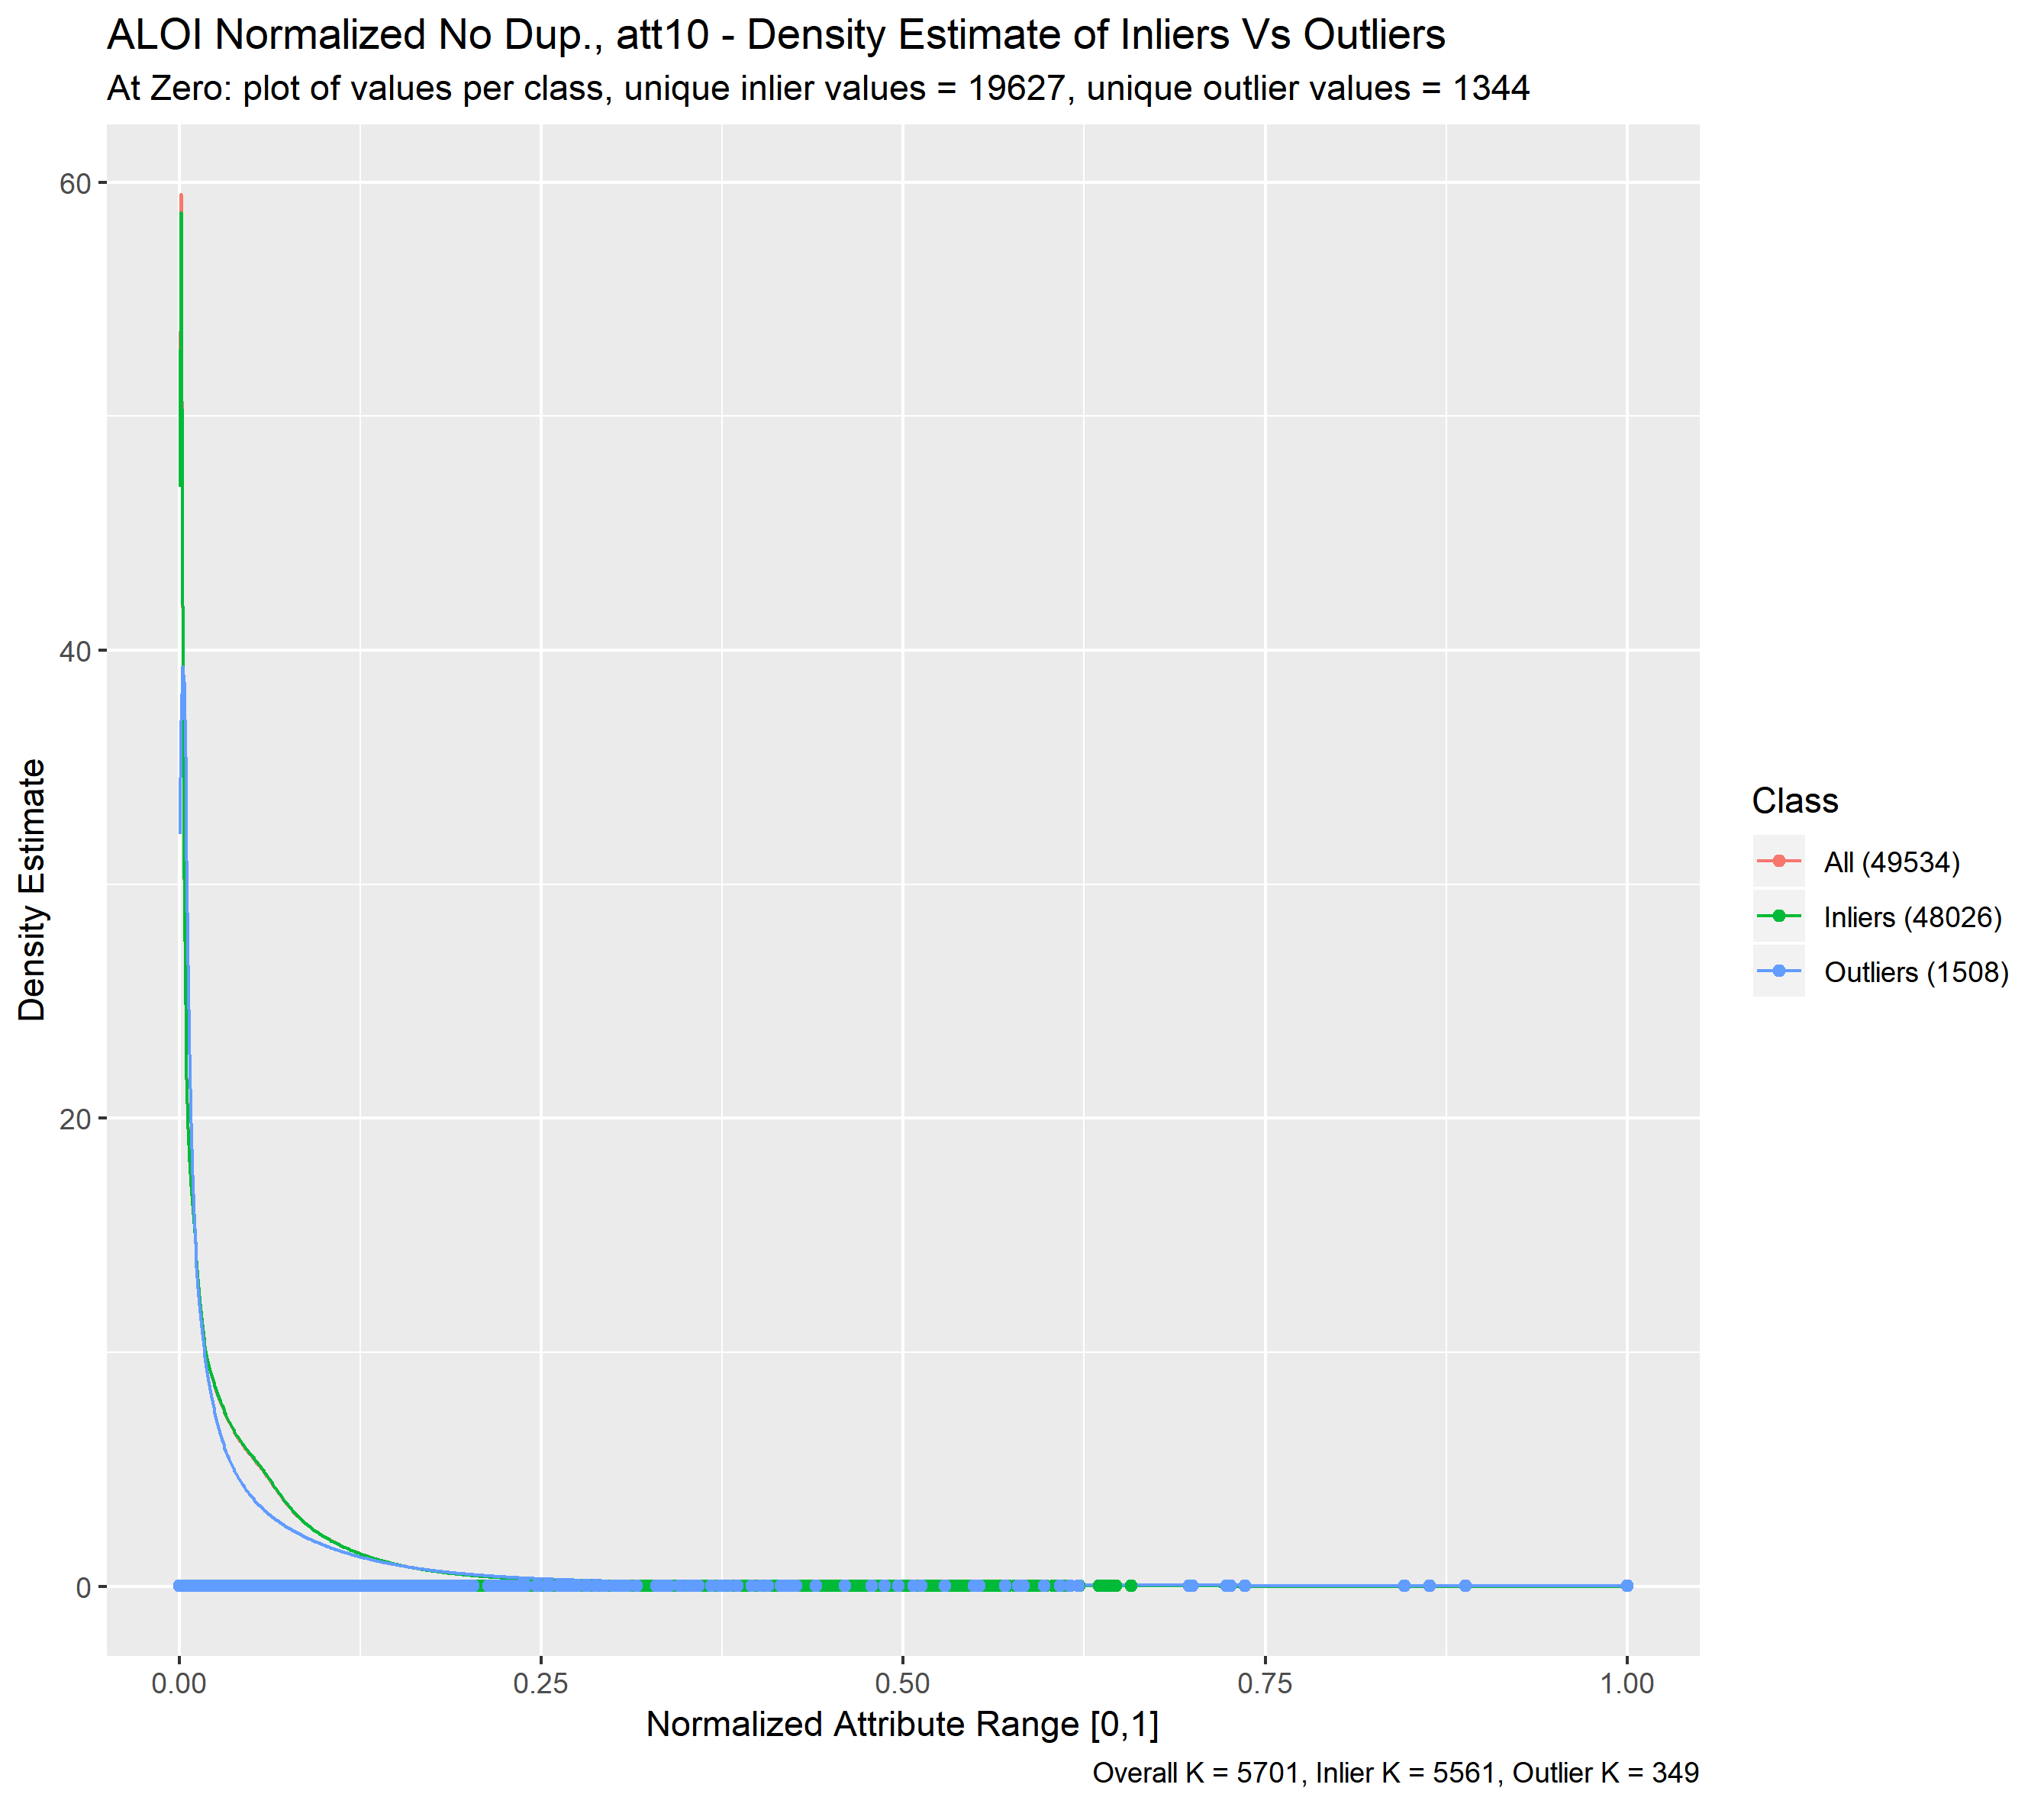 ALOI Normalized No Dup., att10 - Density Estimate of Inliers Vs Outliers
At Zero: plot of values per class, unique inlier values = 19627, unique outlier values = 1344
60
40
20
0
Density Estimate
0.00 0.25 0.50 0.75 1.00
Normalized Attribute Range [0,1]
Overall K = 5701, Inlier K = 5561, Outlier K = 349
Class
All (49534)
Inliers (48026)
Outliers (1508)